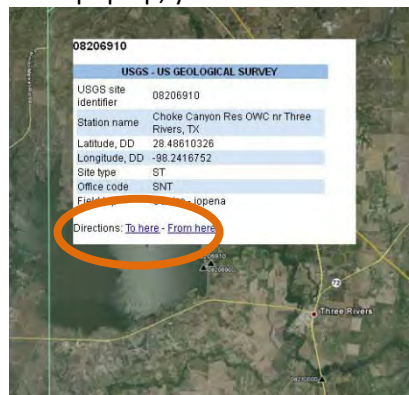 08206910
USGS - US GEOLOGICAL SURVEY
USGS site identifier 08206910
Station name Choke Canyon Res OWC nr Three Rivers, TX
Latitude, DD 28.48610326
Longitude, DD -98.2416752
Site type ST
Office code SNT
jopena
Directions: To here - From here
72
Three Rivers